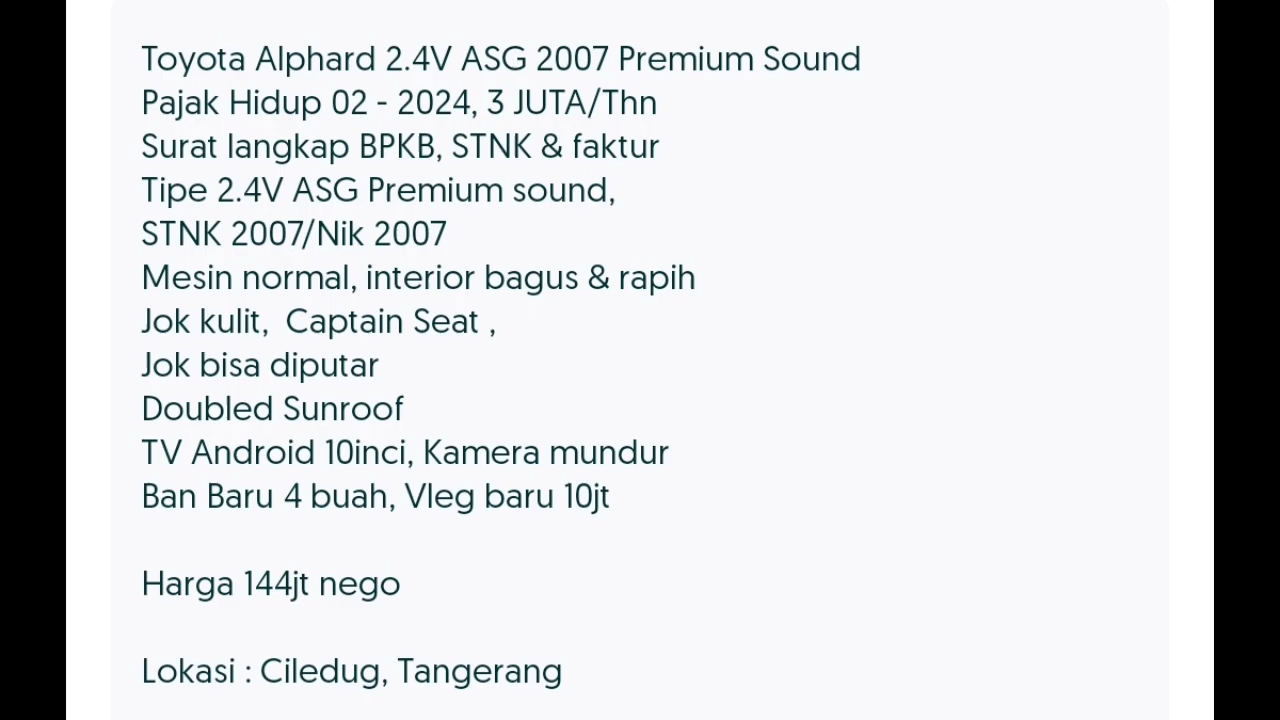 Toyota Alphard 2.4V ASG 2007 Premium Sound
Pajak Hidup 02 - 2024, 3 JUTA/Thn
Surat langkap BPKB, STNK & faktur
Tipe 2.4V ASG Premium sound,
STNK 2007/Nik 2007
Mesin normal, interior bagus & rapih
Jok kulit,  Captain Seat ,
Jok bisa diputar
Doubled Sunroof
TV Android 10inci, Kamera mundur
Ban Baru 4 buah, Vleg baru 10jt
Harga 144jt nego
Lokasi : Ciledug, Tangerang